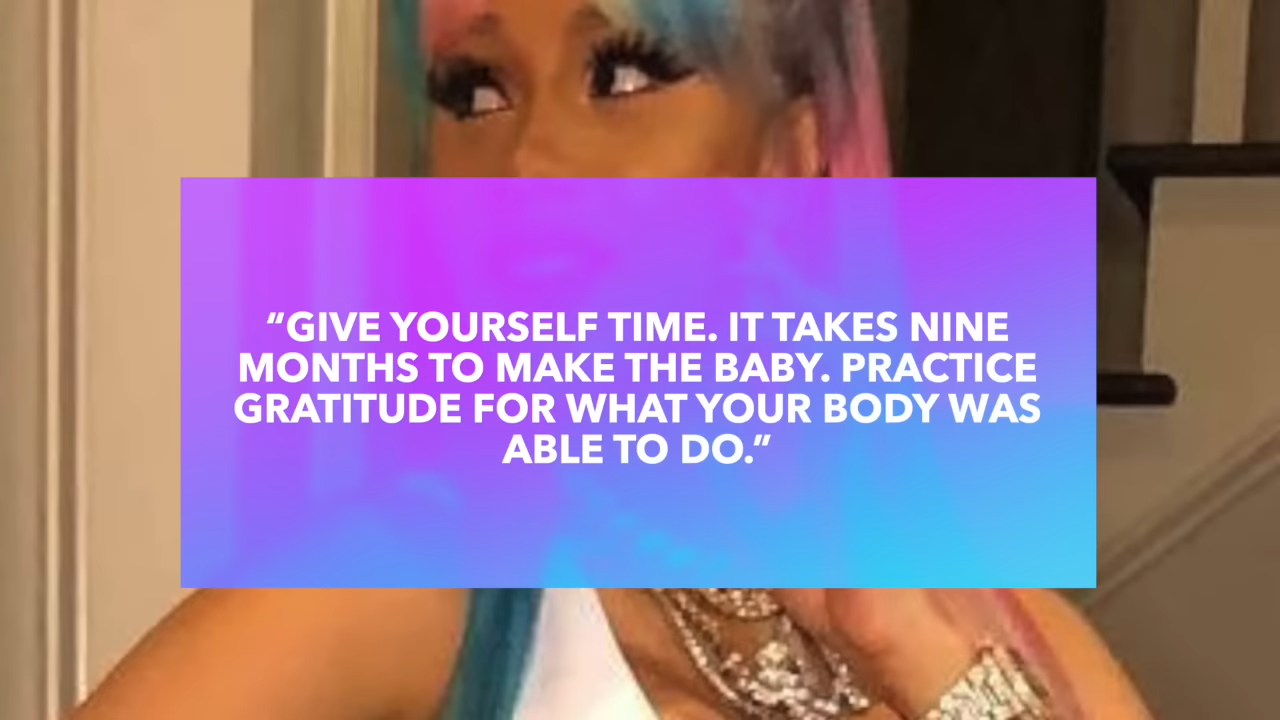 “GIVE YOURSELF TIME. IT TAKES NINE
MONTHS TO MAKE THE BABY. PRACTICE
GRATITUDE FOR WHAT YOUR BODY WAS
ABLE TO DO.”